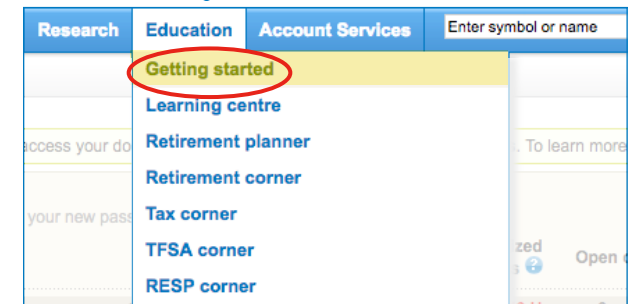 Research Education Account Services Enter symbol or name
Getting started
Learning centre
access your do . To learn more
Retirement planner
Retirement corner
your new pass
Tax corner
TFSA corner
zed
Open
RESP corner